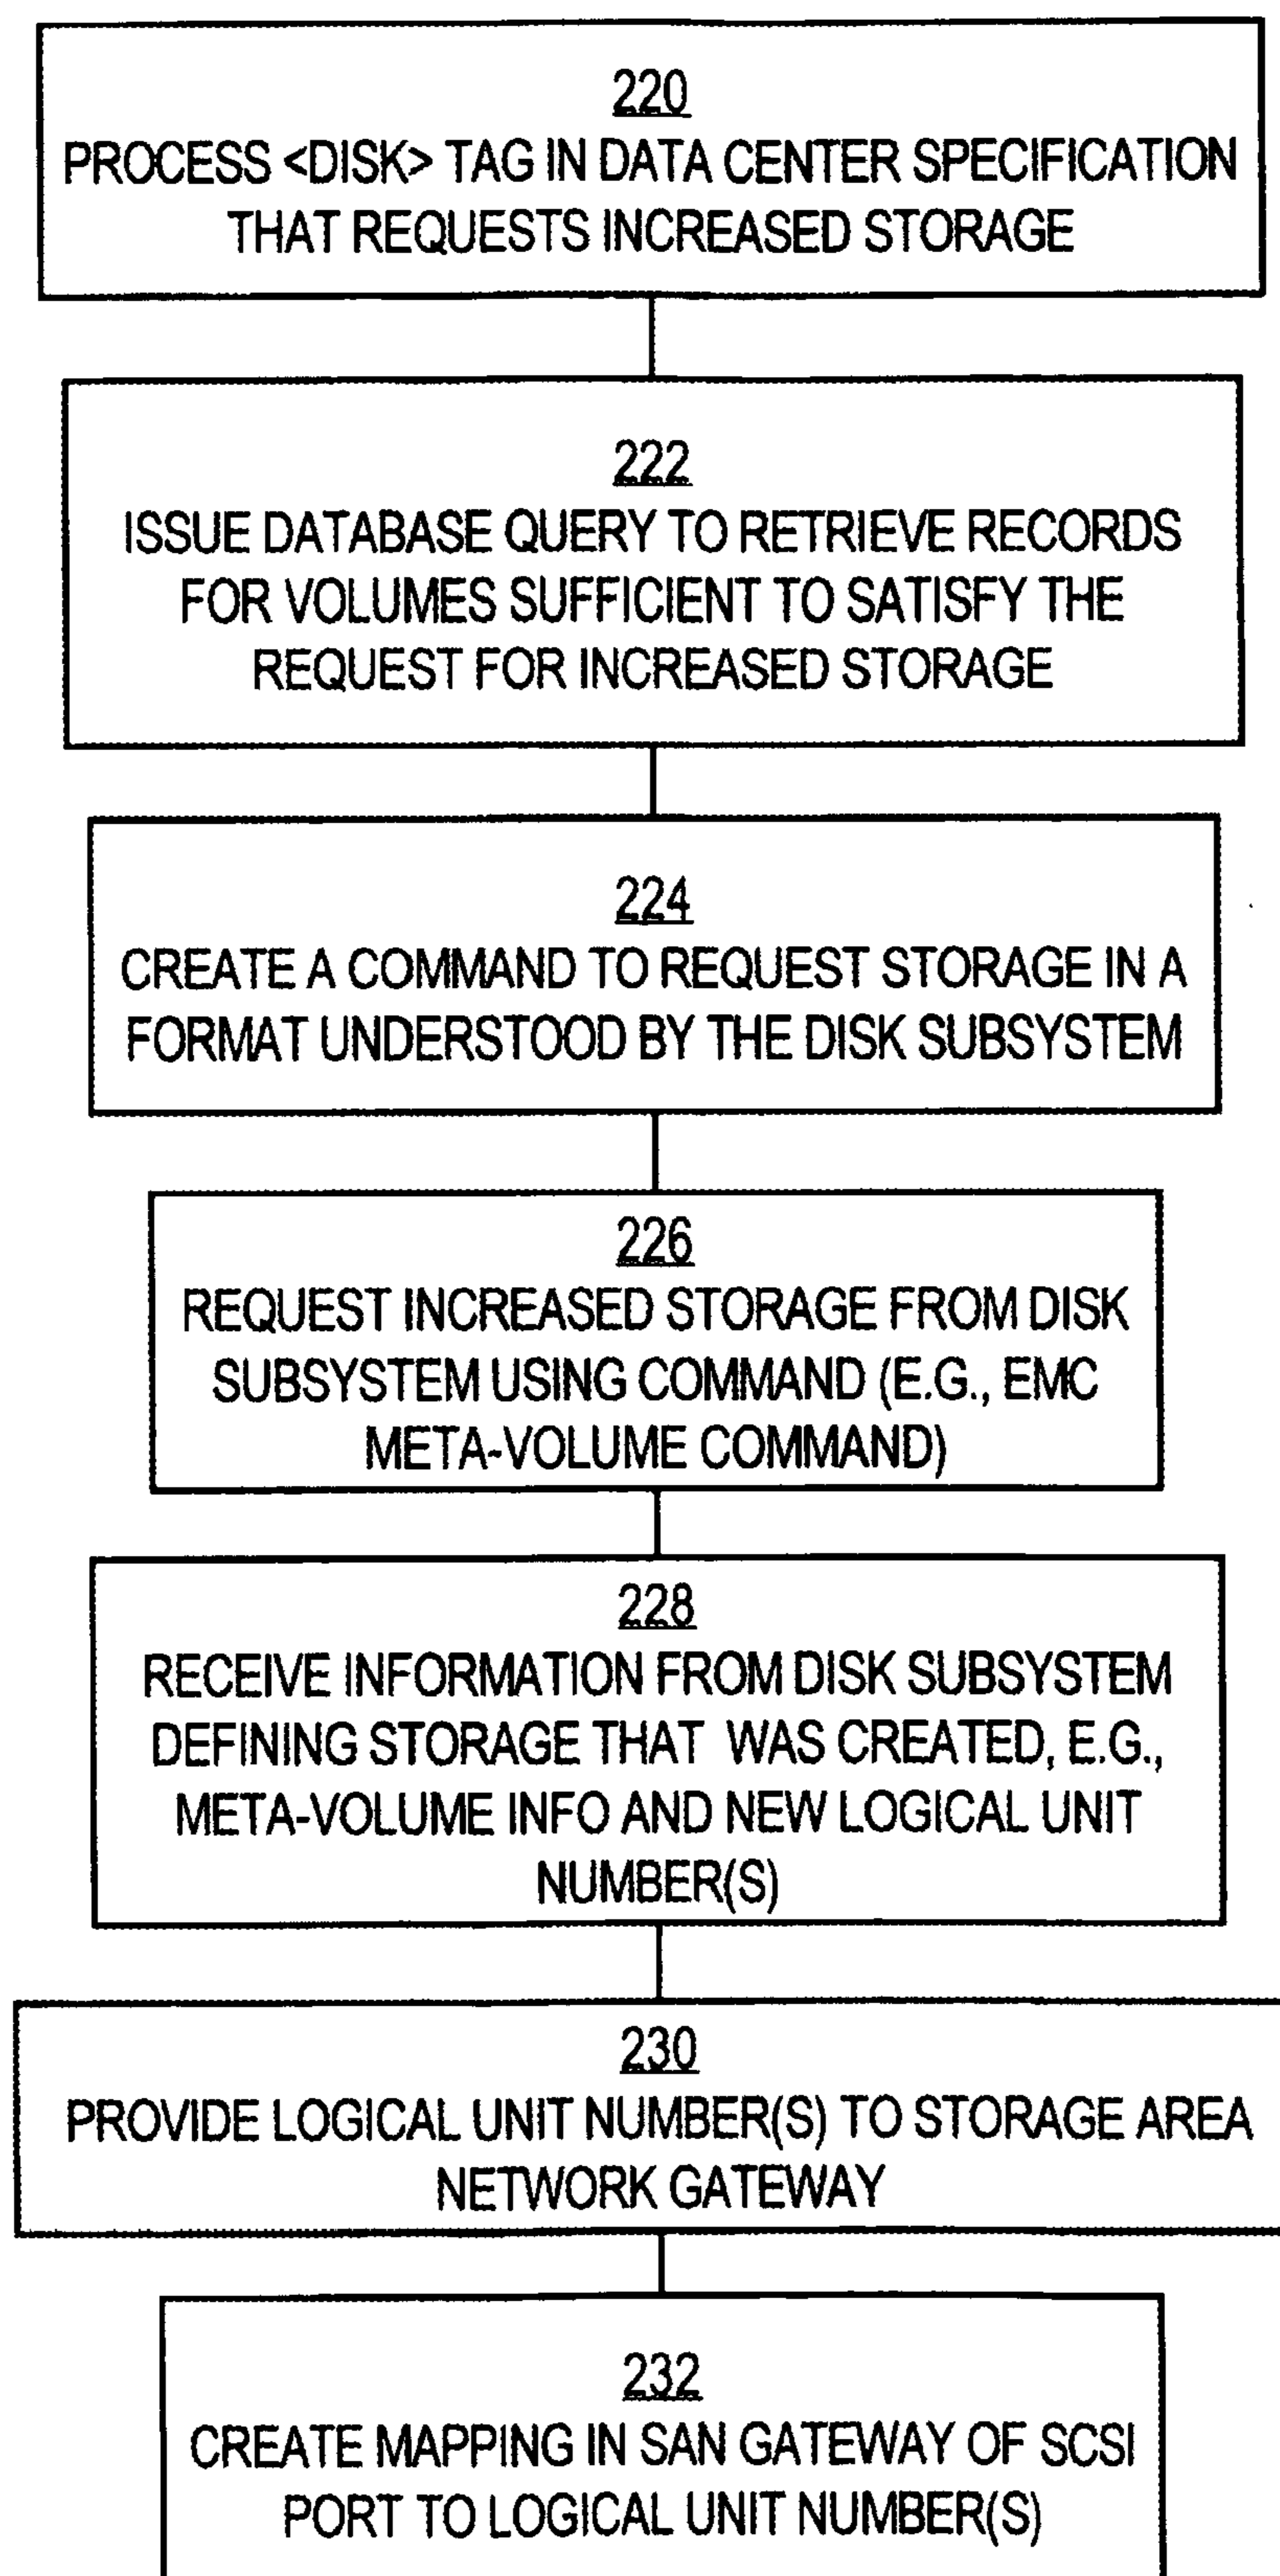 220
PROCESS <DISK> TAG IN DATA CENTER SPECIFICATION
THAT REQUESTS INCREASED STORAGE
222
ISSUE DATABASE QUERY TO RETRIEVE RECORDS
FOR VOLUMES SUFFICIENT TO SATISFY THE
REQUEST FOR INCREASED STORAGE
224
CREATE A COMMAND TO REQUEST STORAGE IN A
FORMAT UNDERSTOOD BY THE DISK SUBSYSTEM
226
REQUEST INCREASED STORAGE FROM DISK
SUBSYSTEM USING COMMAND (E.G., EMC
META-VOLUME COMMAND)
228
RECEIVE INFORMATION FROM DISK SUBSYSTEM
DEFINING STORAGE THAT WAS CREATED, E.G.,
META-VOLUME INFO AND NEW LOGICAL UNIT
NUMBER(S)
230
PROVIDE LOGICAL UNIT NUMBER(S) TO STORAGE AREA
NETWORK GATEWAY
232
CREATE MAPPING IN SAN GATEWAY OF SCSI
PORT TO LOGICAL UNIT NUMBER(S)